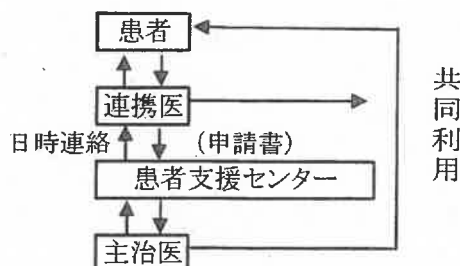 患者
連携医
日時連絡 (申請書)
患者支援センター
主治医
共同利用